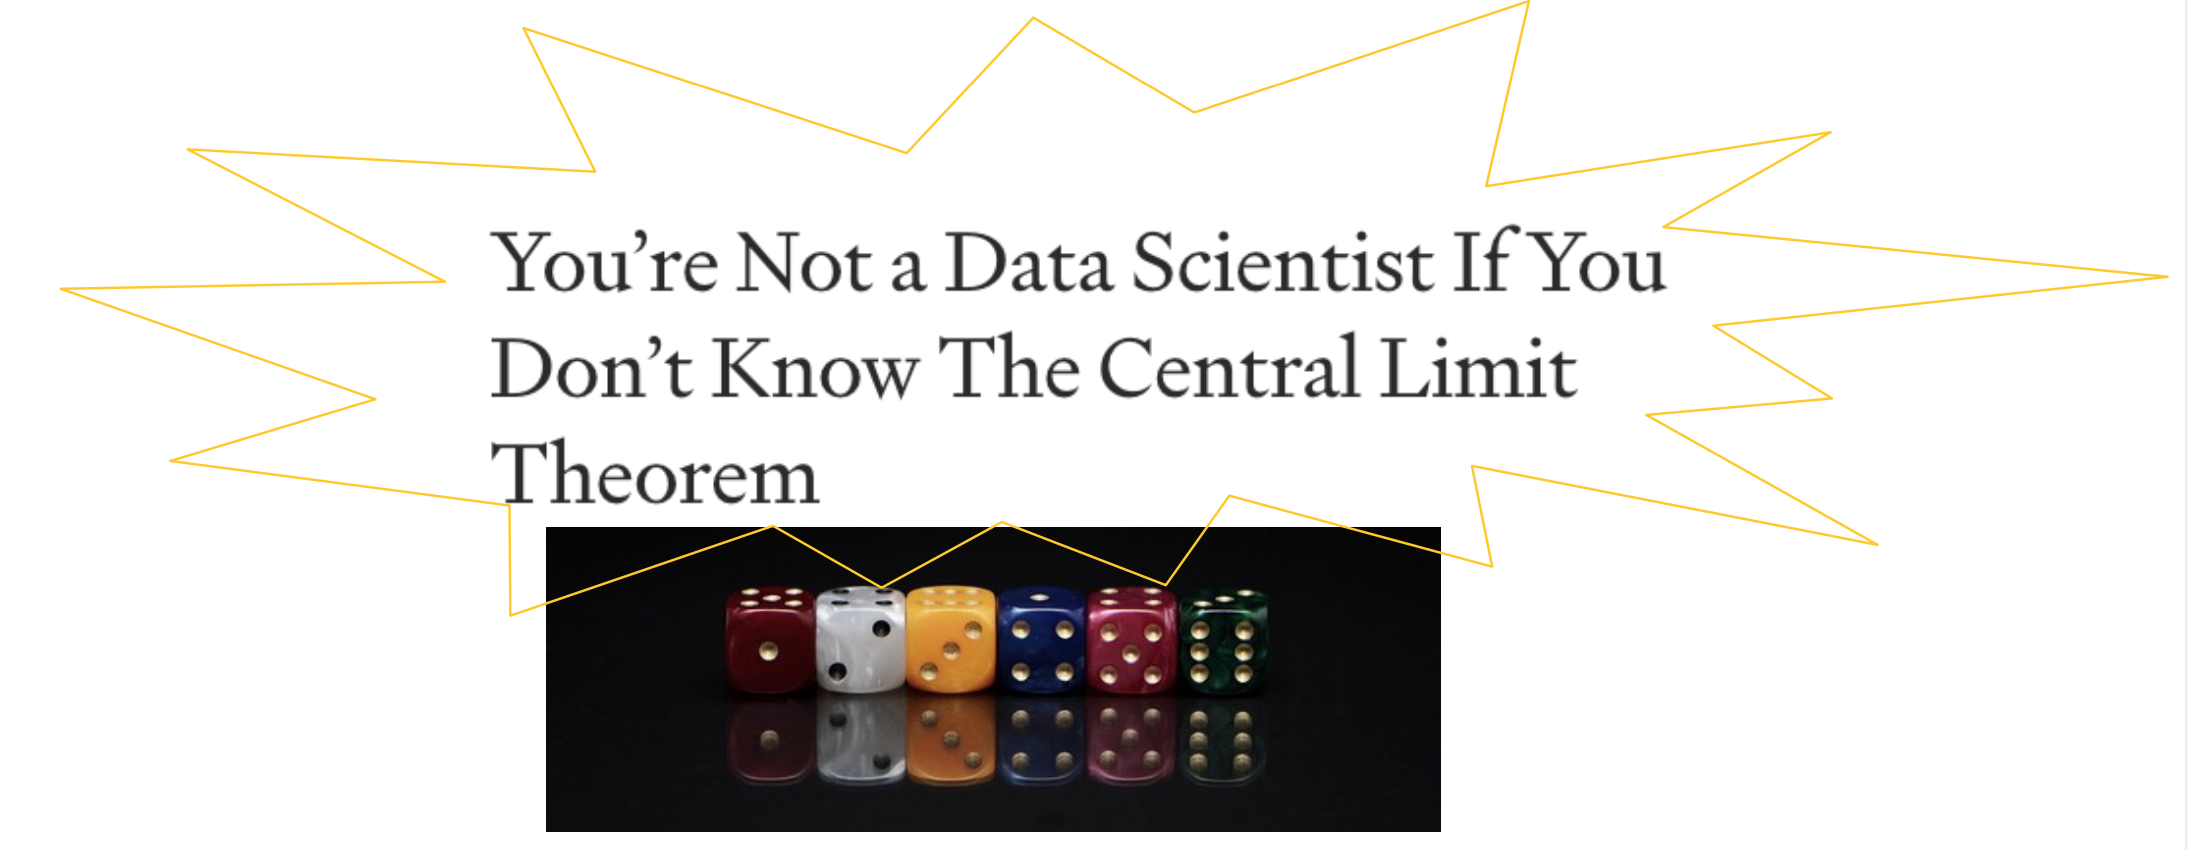 You’re Not a Data Scientist If You
Don’t Know The Central Limit
Theorem